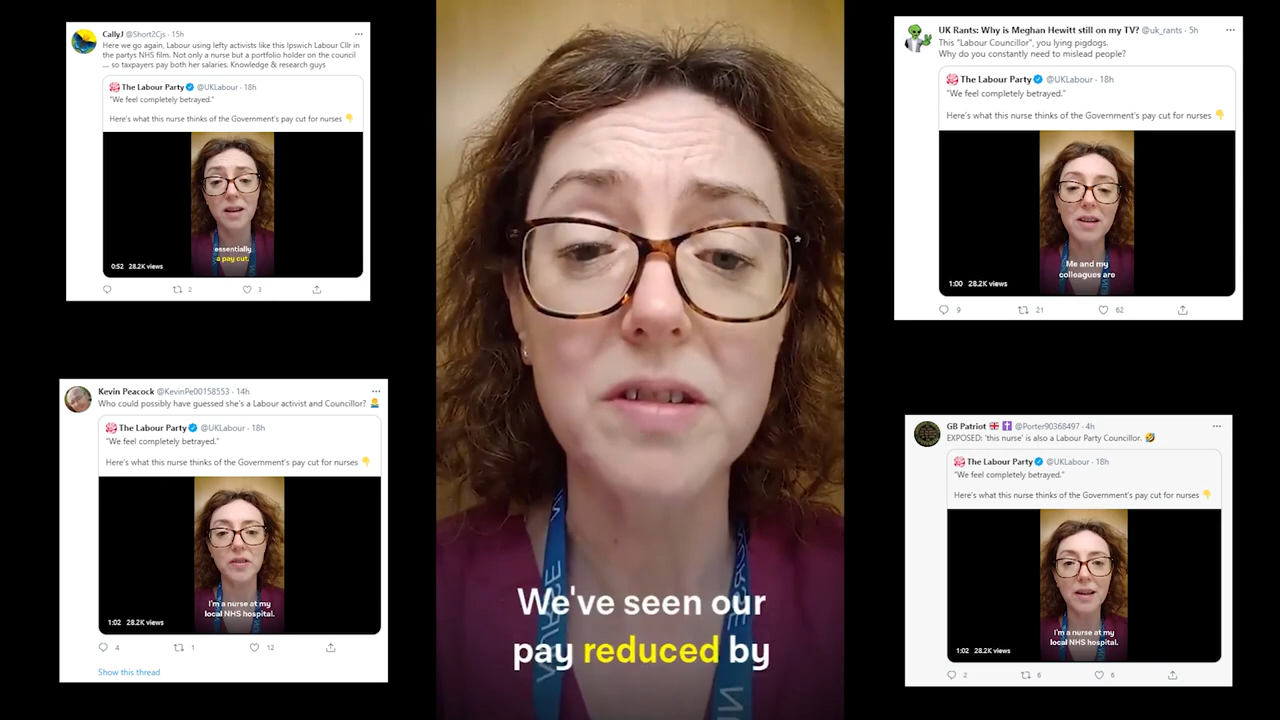 CallyJ @Short2Cjs · 15h
Here we go again, Labour using lefty activists like this Ipswich Labour Cllr in
the partys NHS film. Not only a nurse but a portfolio holder on the council
... so taxpayers pay both her salaries. Knowledge & research guys
The Labour Party @UKLabour · 18h
"We feel completely betrayed."
Here's what this nurse thinks of the Government's pay cut for nurses 👇
essentially
a pay cut.
0:52 28.2K views
2 3
Kevin Peacock @KevinPe00158553 · 14h
Who could possibly have guessed she's a Labour activist and Councillor? 🤷‍♂️
The Labour Party @UKLabour · 18h
"We feel completely betrayed."
Here's what this nurse thinks of the Government's pay cut for nurses 👇
I'm a nurse at my
local NHS hospital.
1:02 28.2K views
4 1 12
Show this thread
We've seen our
pay reduced by
NURSE
NURSE
UK Rants: Why is Meghan Hewitt still on my TV? @uk_rants · 5h
This "Labour Councillor", you lying pigdogs.
Why do you constantly need to mislead people?
The Labour Party @UKLabour · 18h
"We feel completely betrayed."
Here's what this nurse thinks of the Government's pay cut for nurses 👇
Me and my
colleagues are
1:00 28.2K views
9 21 62
GB Patriot 🇬🇧 ✝️ @Porter90368497 · 4h
EXPOSED: 'this nurse' is also a Labour Party Councillor. 🤣
The Labour Party @UKLabour · 18h
"We feel completely betrayed."
Here's what this nurse thinks of the Government's pay cut for nurses 👇
I'm a nurse at my
local NHS hospital.
1:02 28.2K views
2 6 6